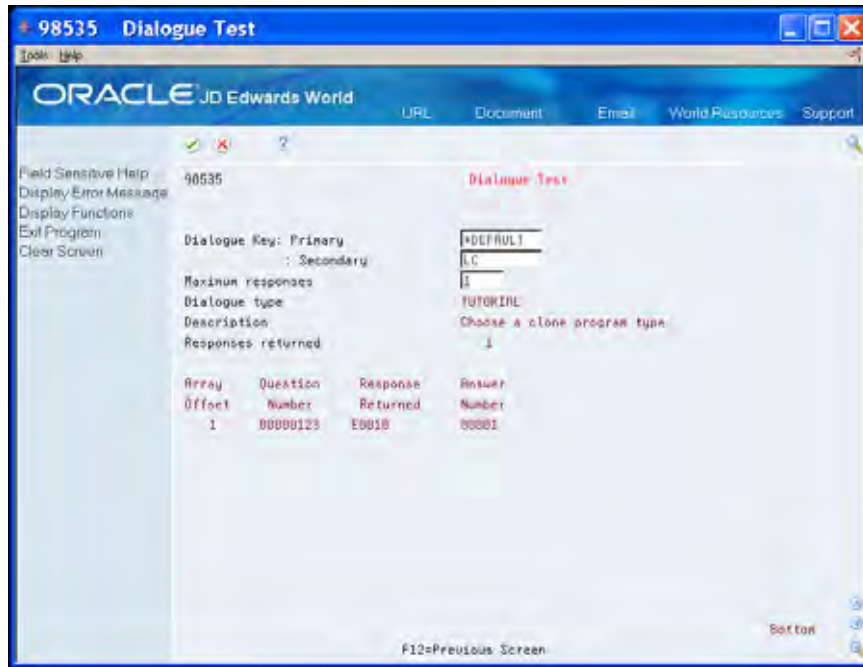 98535 Dialogue Test
Tools Help
ORACLE JD Edwards World
URL Document Email World Resources Support
?
Field Sensitive Help
Display Error Message
Display Functions
Exit Program
Clear Screen
98535 Dialogue Test
Dialogue Key: Primary *DEFAULT
: Secondary LC
Maximum responses 1
Dialogue type TUTORIAL
Description Choose a clone program type
Responses returned 1
Array Question Response Answer
Offset Number Returned Number
1 00000123 E0010 00001
Bottom
F12=Previous Screen